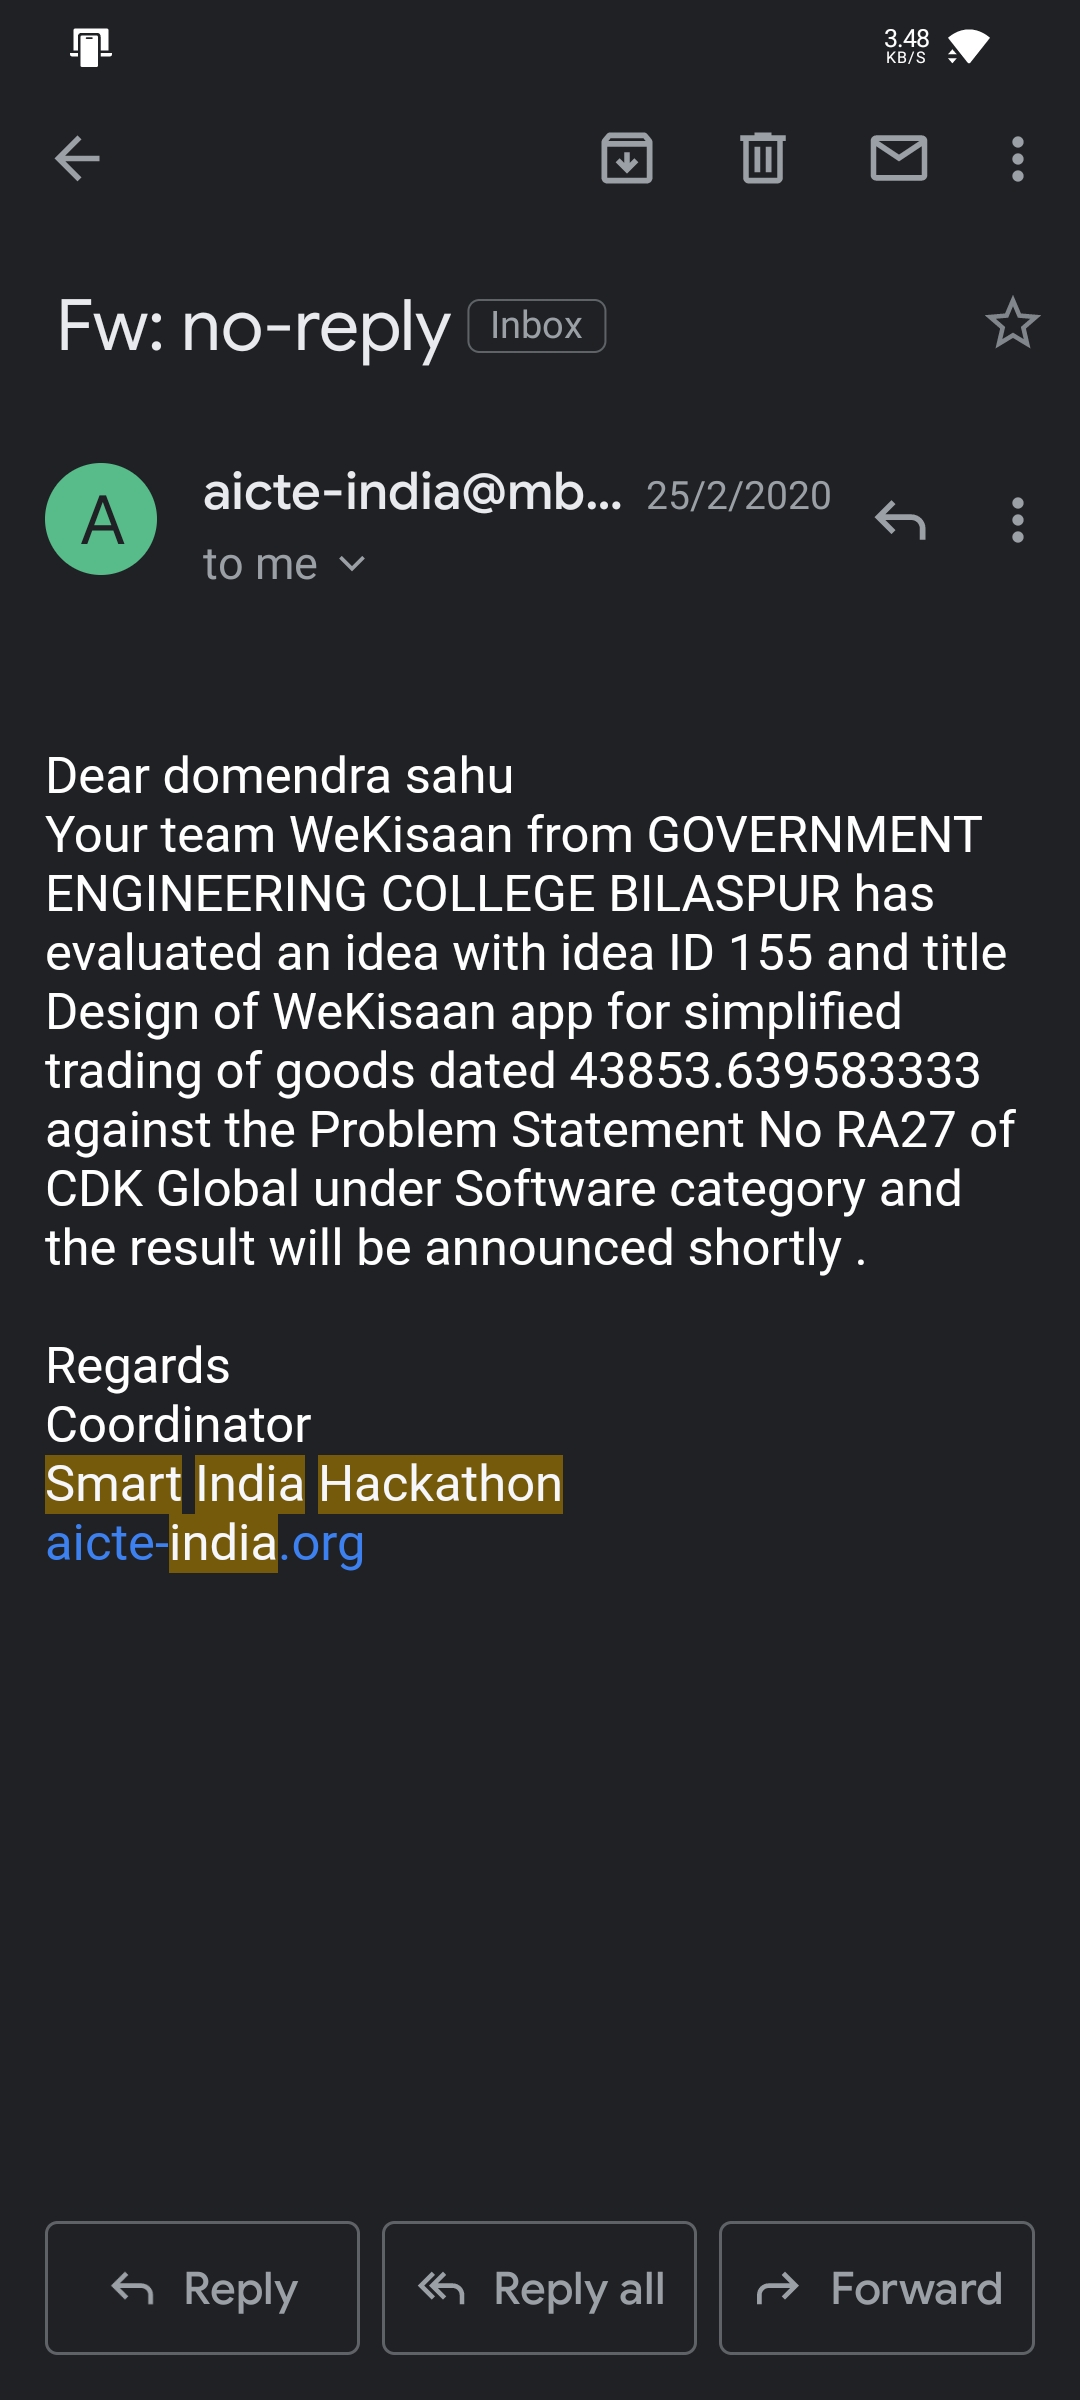 3.48
KB/S
Fw: no-reply Inbox
A
aicte-india@mb... 25/2/2020
to me
Dear domendra sahu
Your team WeKisaan from GOVERNMENT
ENGINEERING COLLEGE BILASPUR has
evaluated an idea with idea ID 155 and title
Design of WeKisaan app for simplified
trading of goods dated 43853.639583333
against the Problem Statement No RA27 of
CDK Global under Software category and
the result will be announced shortly .
Regards
Coordinator
Smart India Hackathon
aicte-india.org
Reply Reply all Forward